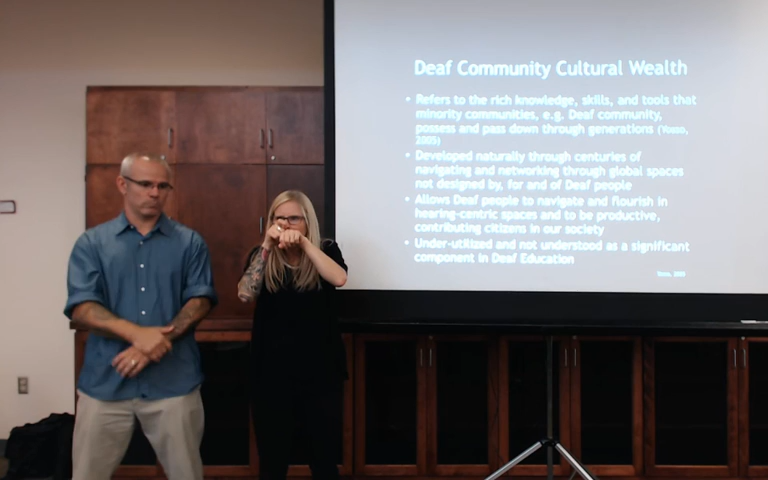 Deaf Community Cultural Wealth
• Refers to the rich knowledge, skills, and tools that
minority communities, e.g. Deaf community,
possess and pass down through generations (Yosso,
2005)
• Developed naturally through centuries of
navigating and networking through global spaces
not designed by, for and of Deaf people
• Allows Deaf people to navigate and flourish in
hearing-centric spaces and to be productive,
contributing citizens in our society
• Under-utilized and not understood as a significant
component in Deaf Education